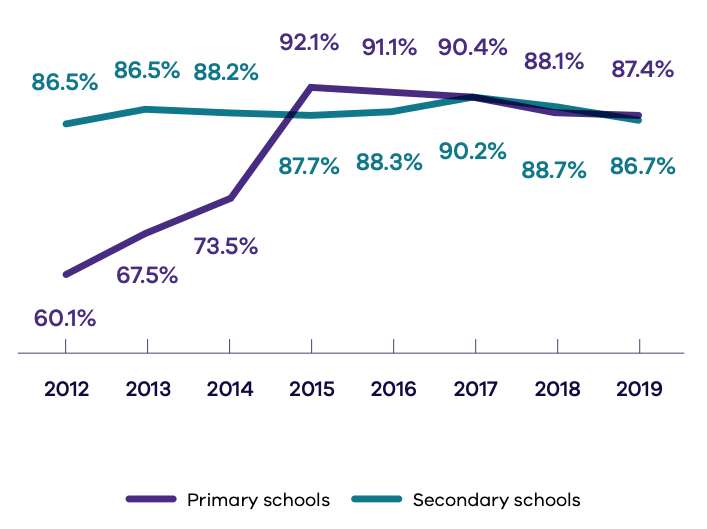 92.1% 91.1% 90.4% 88.1% 87.4%
86.5% 86.5% 88.2%
87.7% 88.3% 90.2% 88.7% 86.7%
73.5%
67.5%
60.1%
2012 2013 2014 2015 2016 2017 2018 2019
Primary schools Secondary schools